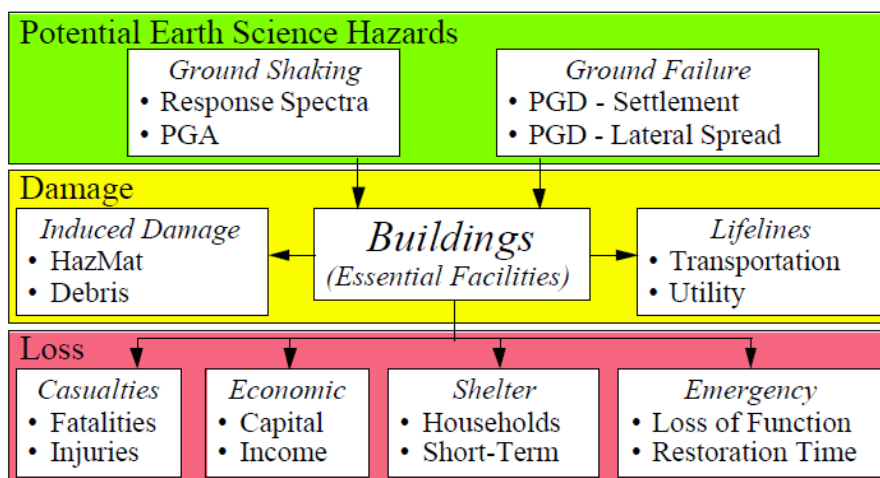 Potential Earth Science Hazards
Ground Shaking
• Response Spectra
• PGA
Ground Failure
• PGD - Settlement
• PGD - Lateral Spread
Damage
Induced Damage
• HazMat
• Debris
Buildings
(Essential Facilities)
Lifelines
• Transportation
• Utility
Loss
Casualties
• Fatalities
• Injuries
Economic
• Capital
• Income
Shelter
• Households
• Short-Term
Emergency
• Loss of Function
• Restoration Time